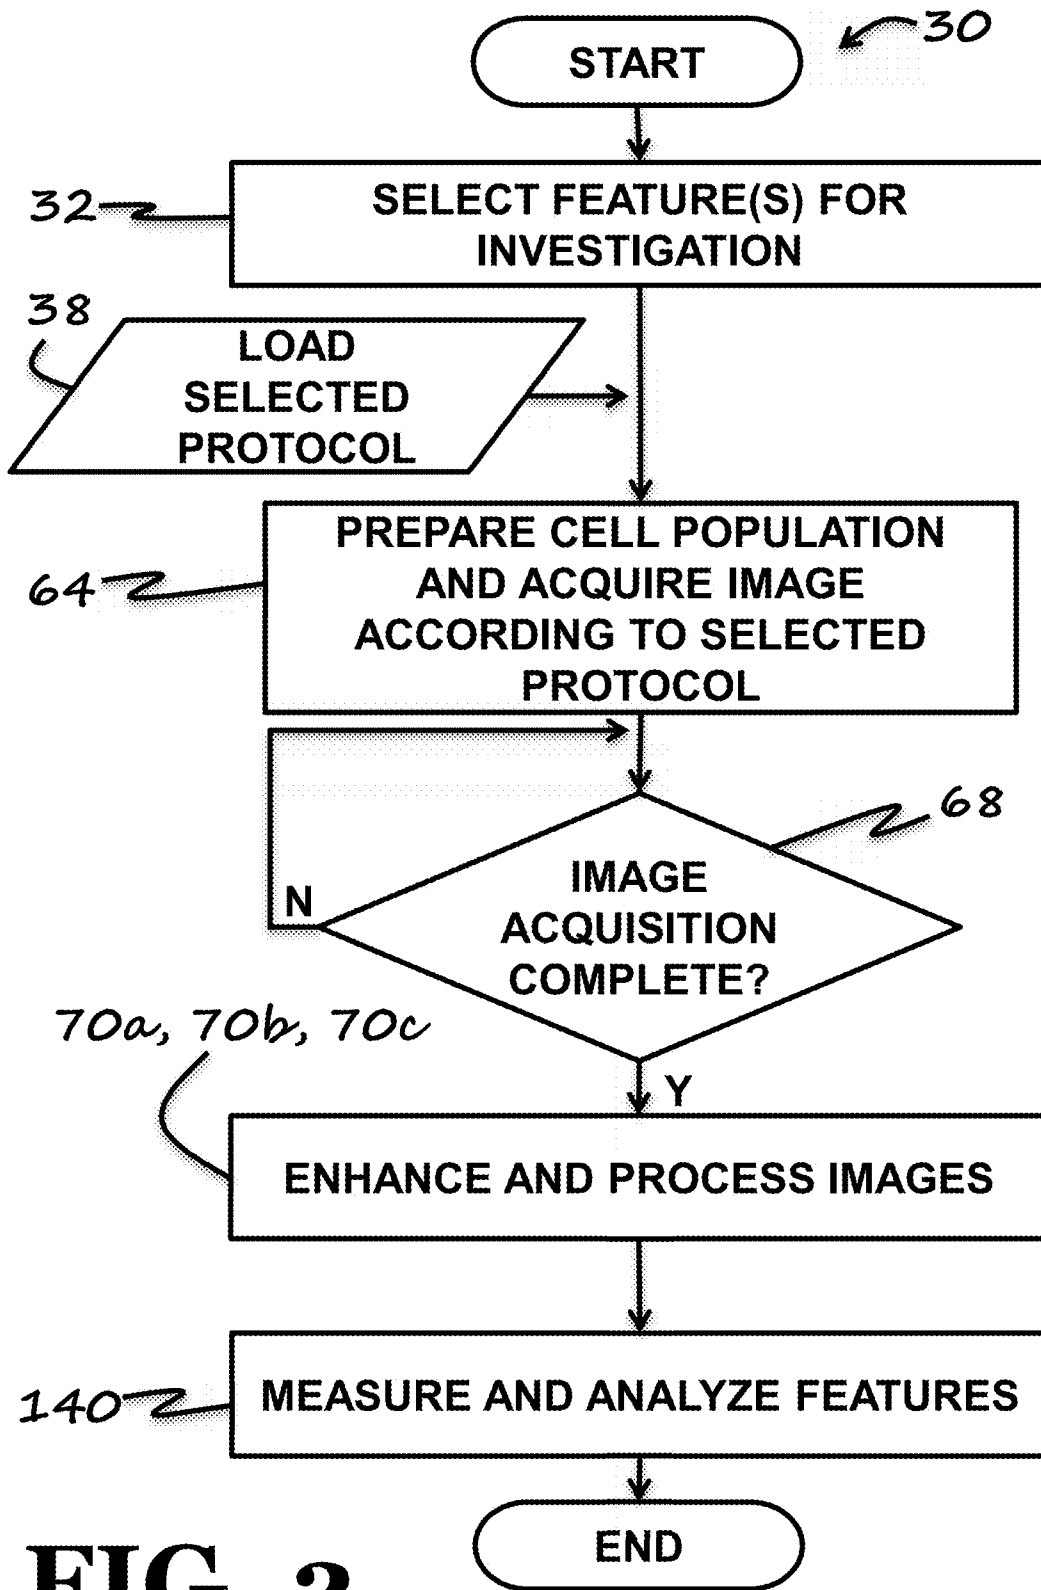 30
START
32
SELECT FEATURE(S) FOR
INVESTIGATION
38
LOAD
SELECTED
PROTOCOL
64
PREPARE CELL POPULATION
AND ACQUIRE IMAGE
ACCORDING TO SELECTED
PROTOCOL
68
IMAGE
ACQUISITION
COMPLETE?
N
70a, 70b, 70c
Y
ENHANCE AND PROCESS IMAGES
140
MEASURE AND ANALYZE FEATURES
END
FIG.